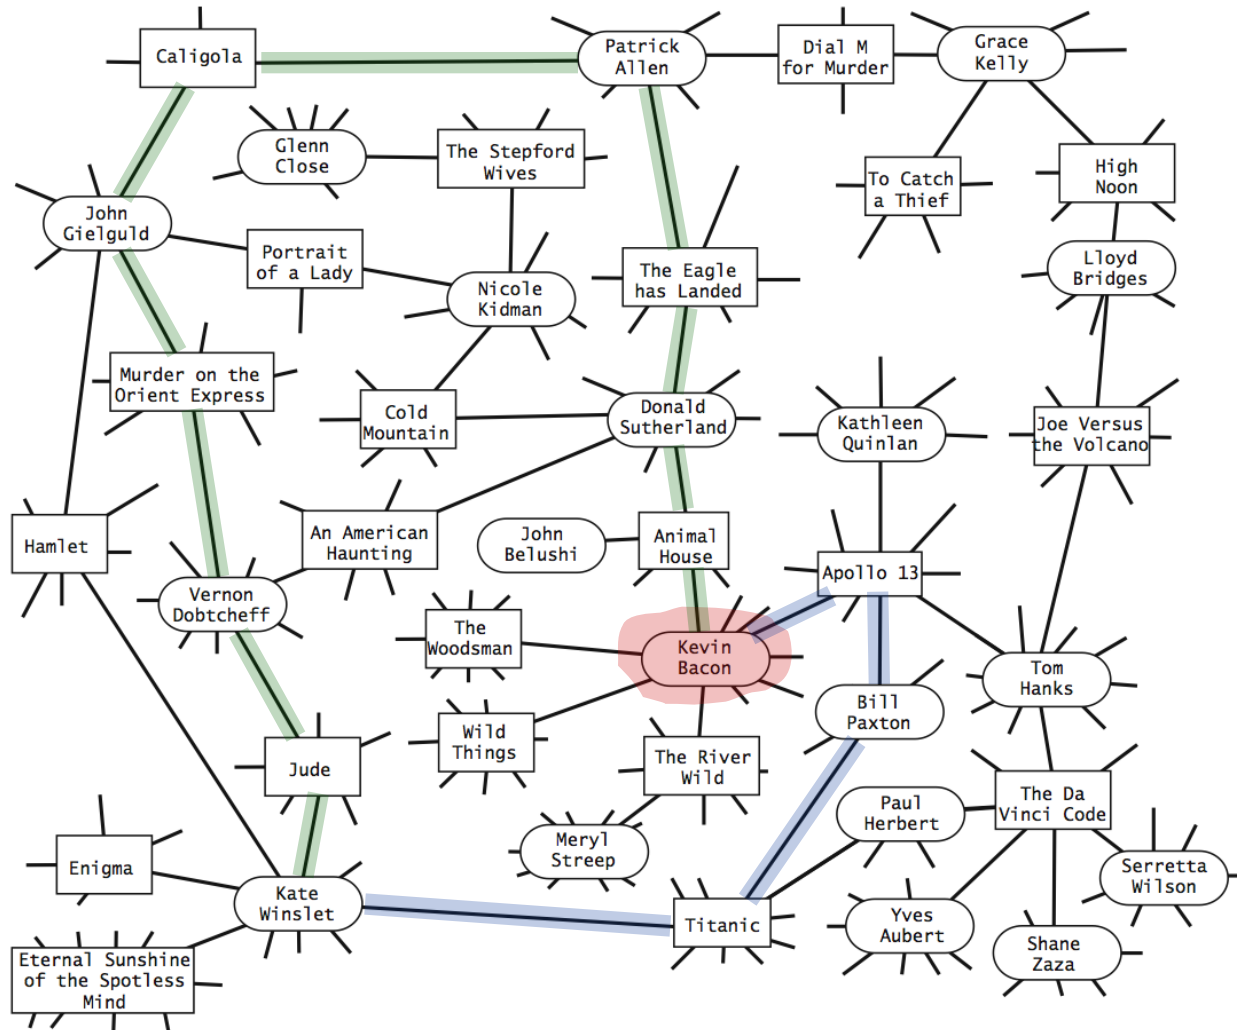 Caligola
Patrick
Allen
Dial M
for Murder
Grace
Kelly
Glenn
Close
The Stepford
Wives
To Catch
a Thief
High
Noon
John
Gielguld
Portrait
of a Lady
Nicole
Kidman
The Eagle
has Landed
Lloyd
Bridges
Murder on the
Orient Express
Cold
Mountain
Donald
Sutherland
Kathleen
Quinlan
Joe Versus
the Volcano
Hamlet
An American
Haunting
John
Belushi
Animal
House
Apollo 13
Vernon
Dobtcheff
The
Woodsman
Kevin
Bacon
Tom
Hanks
Bill
Paxton
Wild
Things
The River
Wild
Jude
The Da
Vinci Code
Paul
Herbert
Meryl
Streep
Enigma
Serretta
Wilson
Kate
Winslet
Titanic
Yves
Aubert
Shane
Zaza
Eternal Sunshine
of the Spotless
Mind